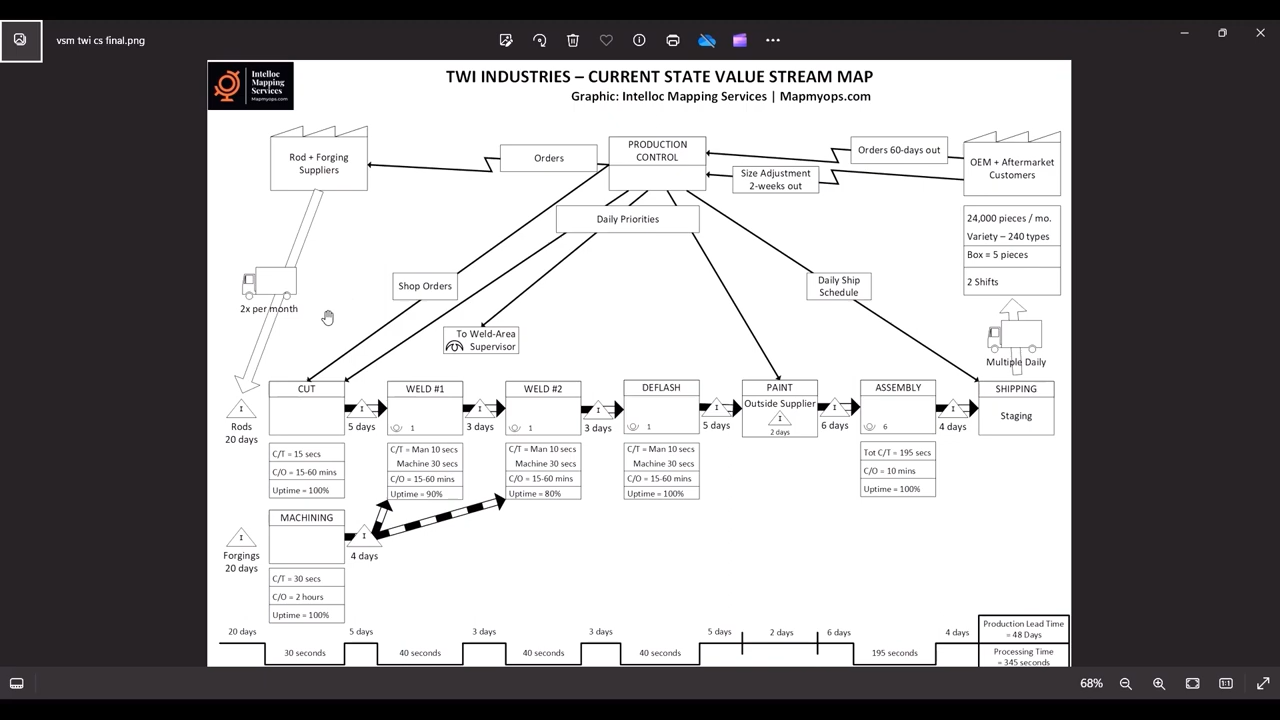 vsm twi cs final.png
Intelloc
Mapping
Services
Mapmyops.com
TWI INDUSTRIES – CURRENT STATE VALUE STREAM MAP
Graphic: Intelloc Mapping Services | Mapmyops.com
Rod + Forging
Suppliers
Orders
PRODUCTION
CONTROL
Orders 60-days out
Size Adjustment
2-weeks out
OEM + Aftermarket
Customers
Daily Priorities
24,000 pieces / mo.
Variety – 240 types
Box = 5 pieces
2 Shifts
2x per month
Shop Orders
Daily Ship
Schedule
To Weld-Area
Supervisor
Multiple Daily
CUT
WELD #1
WELD #2
DEFLASH
PAINT
ASSEMBLY
SHIPPING
I
Rods
20 days
I
5 days
1
I
3 days
1
I
3 days
1
I
5 days
Outside Supplier
I
2 days
I
6 days
6
I
4 days
Staging
C/T = 15 secs
C/O = 15-60 mins
Uptime = 100%
C/T = Man 10 secs
Machine 30 secs
C/O = 15-60 mins
Uptime = 90%
C/T = Man 10 secs
Machine 30 secs
C/O = 15-60 mins
Uptime = 80%
C/T = Man 10 secs
Machine 30 secs
C/O = 15-60 mins
Uptime = 100%
Tot C/T = 195 secs
C/O = 10 mins
Uptime = 100%
MACHINING
I
Forgings
20 days
I
4 days
C/T = 30 secs
C/O = 2 hours
Uptime = 100%
20 days
5 days
3 days
3 days
5 days
2 days
6 days
4 days
Production Lead Time
= 48 Days
30 seconds
40 seconds
40 seconds
40 seconds
195 seconds
Processing Time
= 345 seconds
68%
1:1